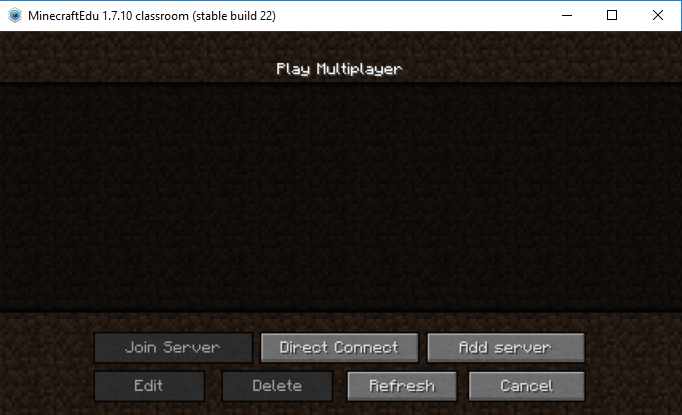 MinecraftEdu 1.7.10 classroom (stable build 22)
Play Multiplayer
Join Server Direct Connect Add server
Edit Delete Refresh Cancel